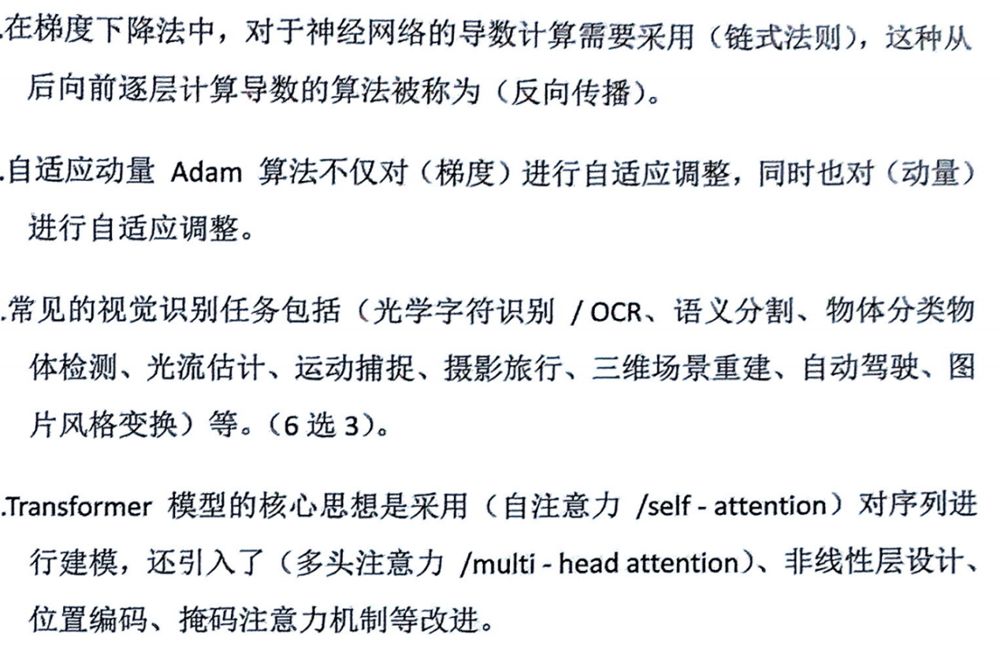 .在梯度下降法中，对于神经网络的导数计算需要采用（链式法则），这种从
后向前逐层计算导数的算法被称为（反向传播）。
.自适应动量 Adam 算法不仅对（梯度）进行自适应调整，同时也对（动量）
进行自适应调整。
.常见的视觉识别任务包括（光学字符识别 / OCR、语义分割、物体分类物
体检测、光流估计、运动捕捉、摄影旅行、三维场景重建、自动驾驶、图
片风格变换）等。（6 选 3）。
.Transformer 模型的核心思想是采用（自注意力 /self - attention）对序列进
行建模，还引入了（多头注意力 /multi - head attention）、非线性层设计、
位置编码、掩码注意力机制等改进。